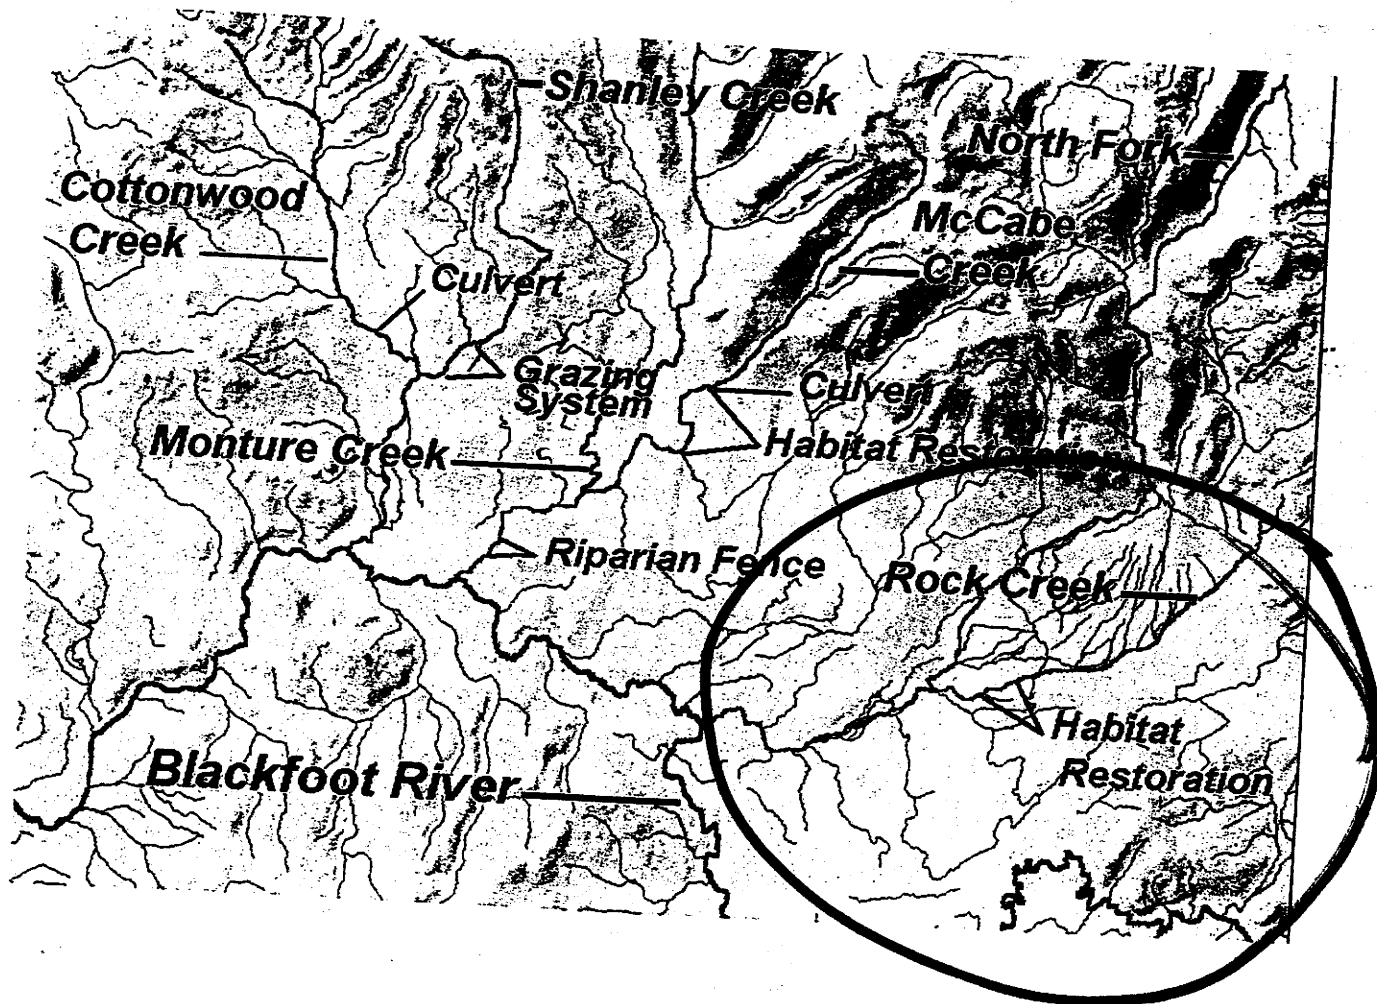 Shanley Creek
North Fork
Cottonwood
Creek
McCabe
Creek
Culvert
Grazing
System
Culvert
Monture Creek
Habitat Restoration
Riparian Fence
Rock Creek
Habitat
Restoration
Blackfoot River